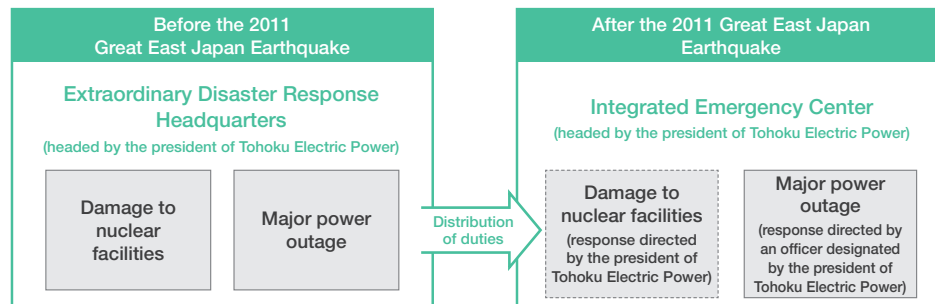 Before the 2011
Great East Japan Earthquake
Extraordinary Disaster Response
Headquarters
(headed by the president of Tohoku Electric Power)
Damage to
nuclear
facilities
Major power
outage
Distribution
of duties
After the 2011 Great East Japan
Earthquake
Integrated Emergency Center
(headed by the president of Tohoku Electric Power)
Damage to
nuclear facilities
(response directed
by the president of
Tohoku Electric Power)
Major power
outage
(response directed by
an officer designated
by the president of
Tohoku Electric Power)